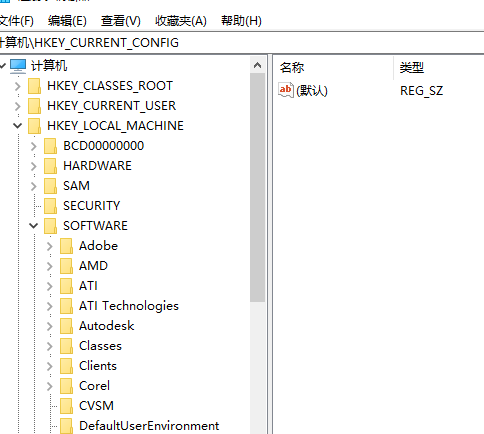 文件(F) 编辑(E) 查看(V) 收藏夹(A) 帮助(H)
计算机\HKEY_CURRENT_CONFIG
计算机
HKEY_CLASSES_ROOT
HKEY_CURRENT_USER
HKEY_LOCAL_MACHINE
BCD00000000
HARDWARE
SAM
SECURITY
SOFTWARE
Adobe
AMD
ATI
ATI Technologies
Autodesk
Classes
Clients
Corel
CVSM
DefaultUserEnvironment
名称 类型
ab (默认) REG_SZ